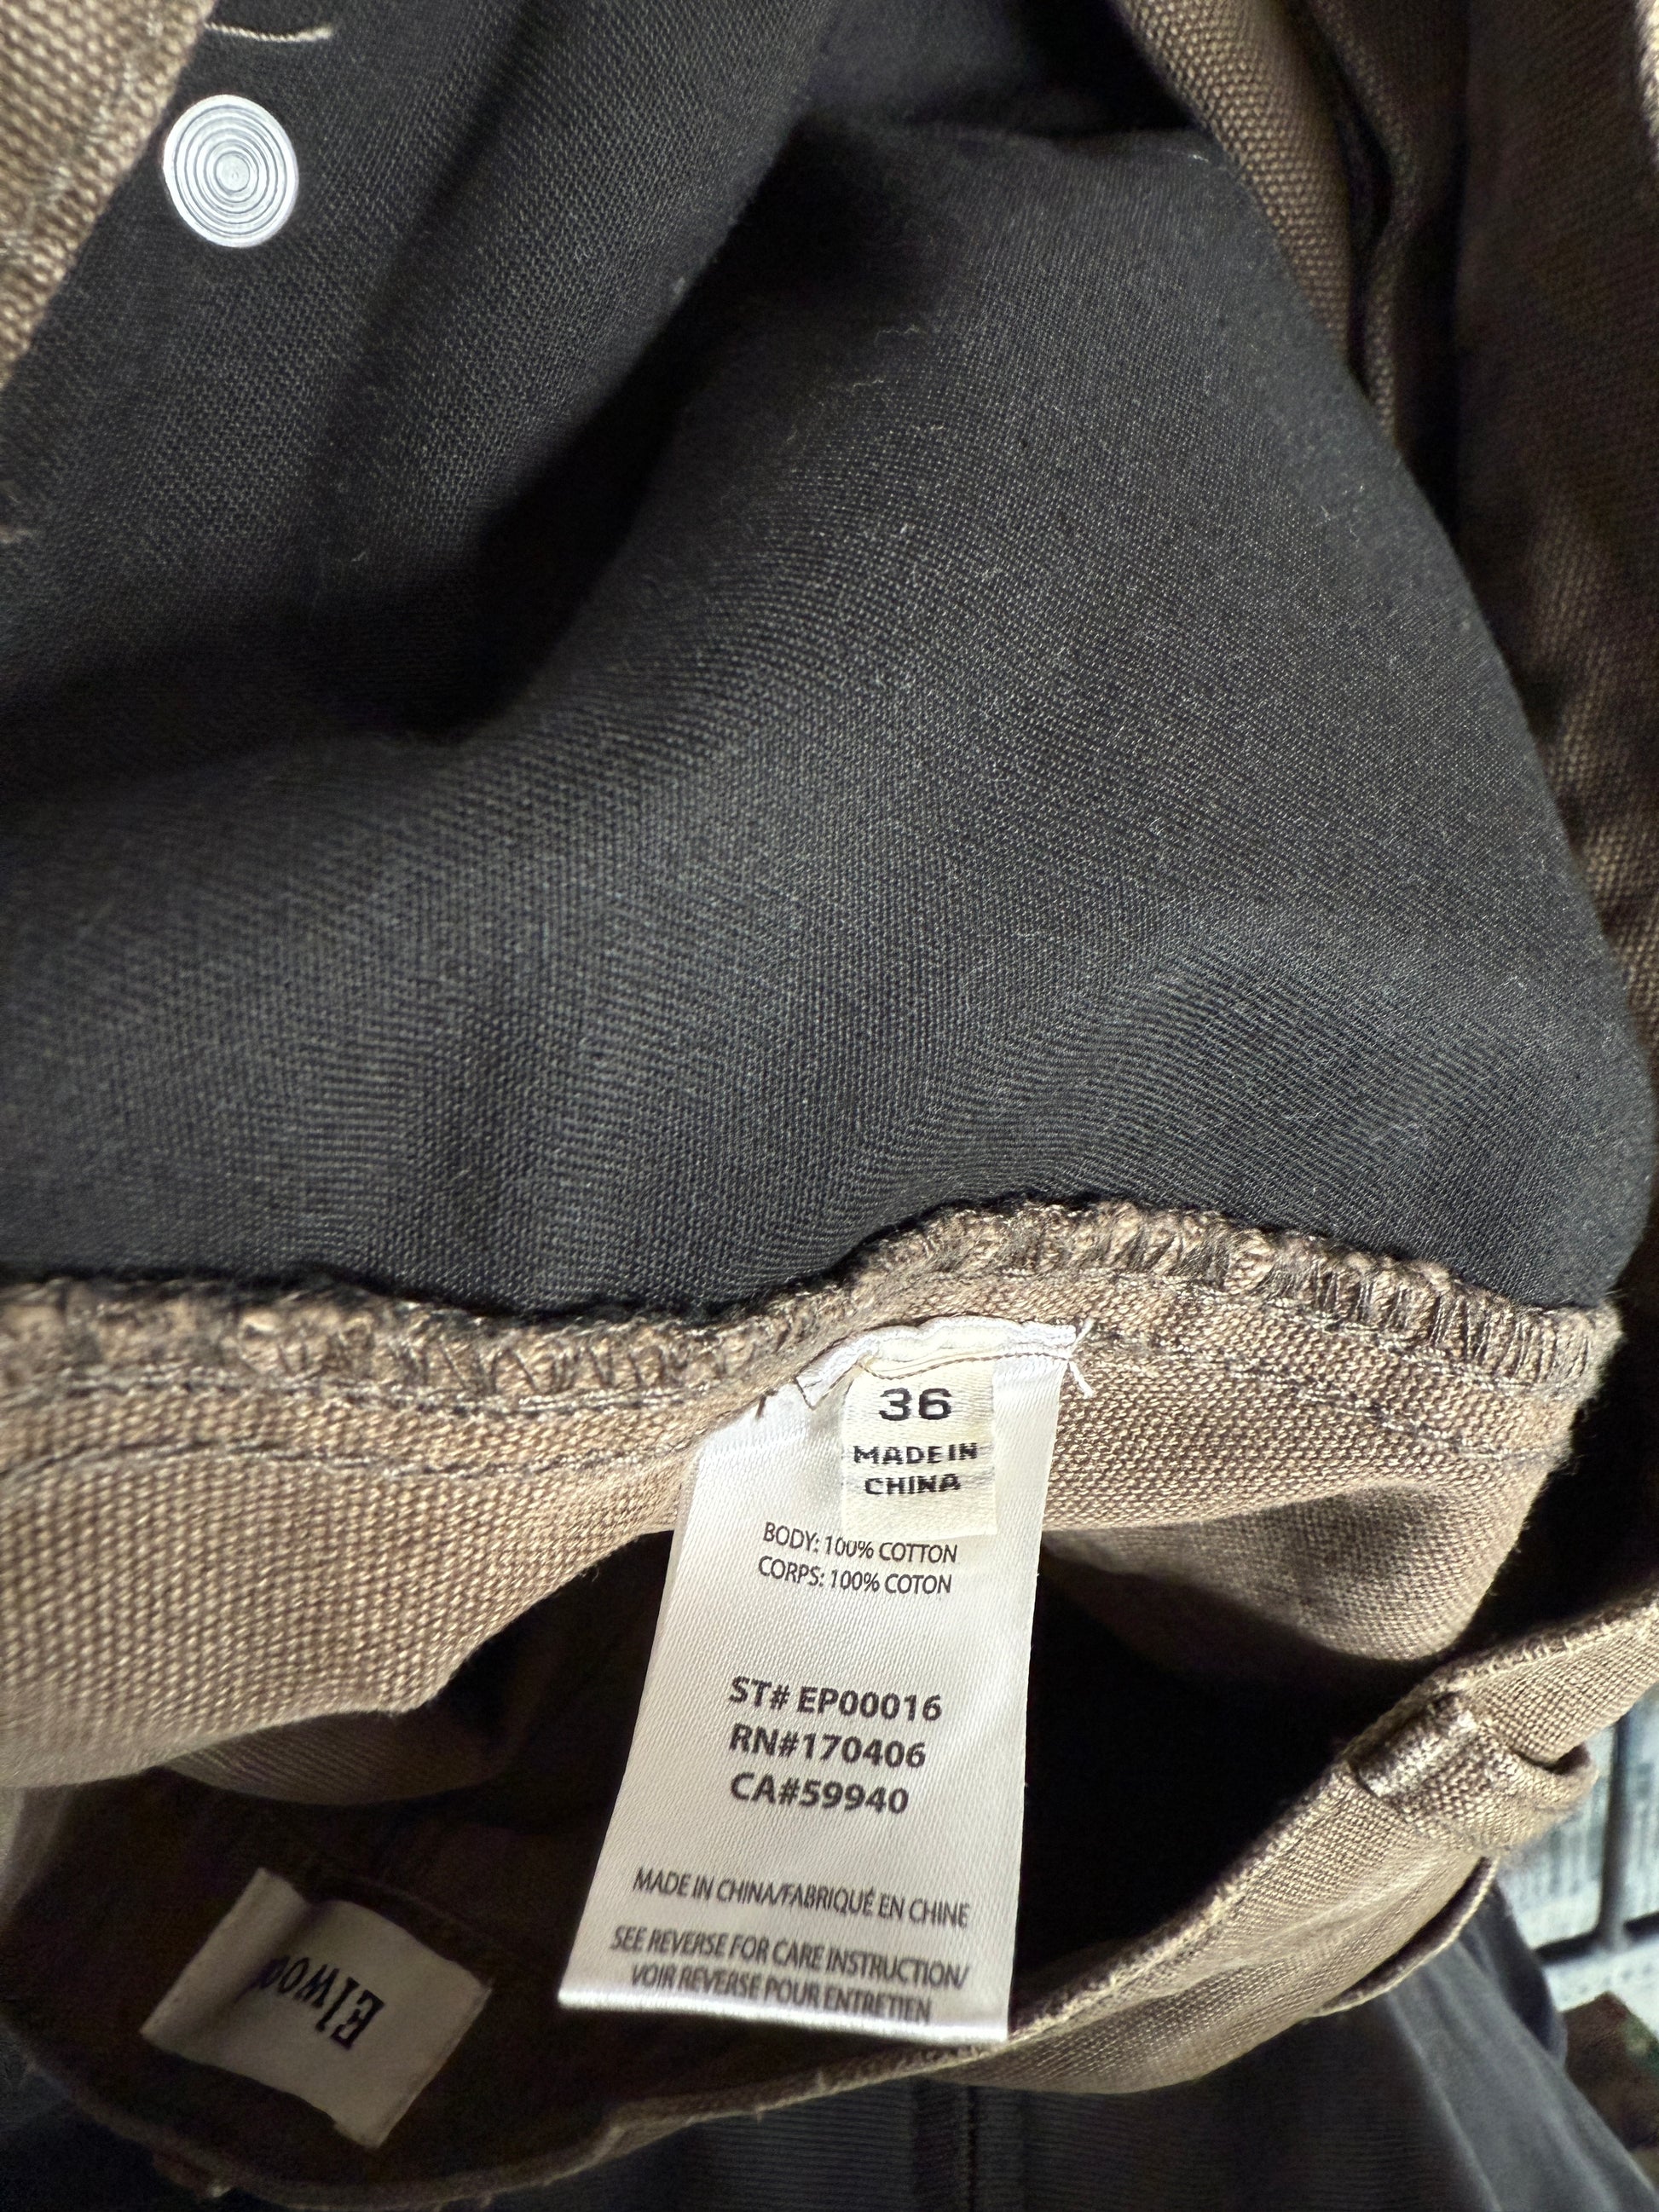 36
MADE IN
CHINA
BODY: 100% COTTON
CORPS: 100% COTON
ST# EP00016
RN#170406
CA#59940
MADE IN CHINA/FABRIQUÉ EN CHINE
SEE REVERSE FOR CARE INSTRUCTION/
VOIR REVERSE POUR ENTRETIEN
Elwoo